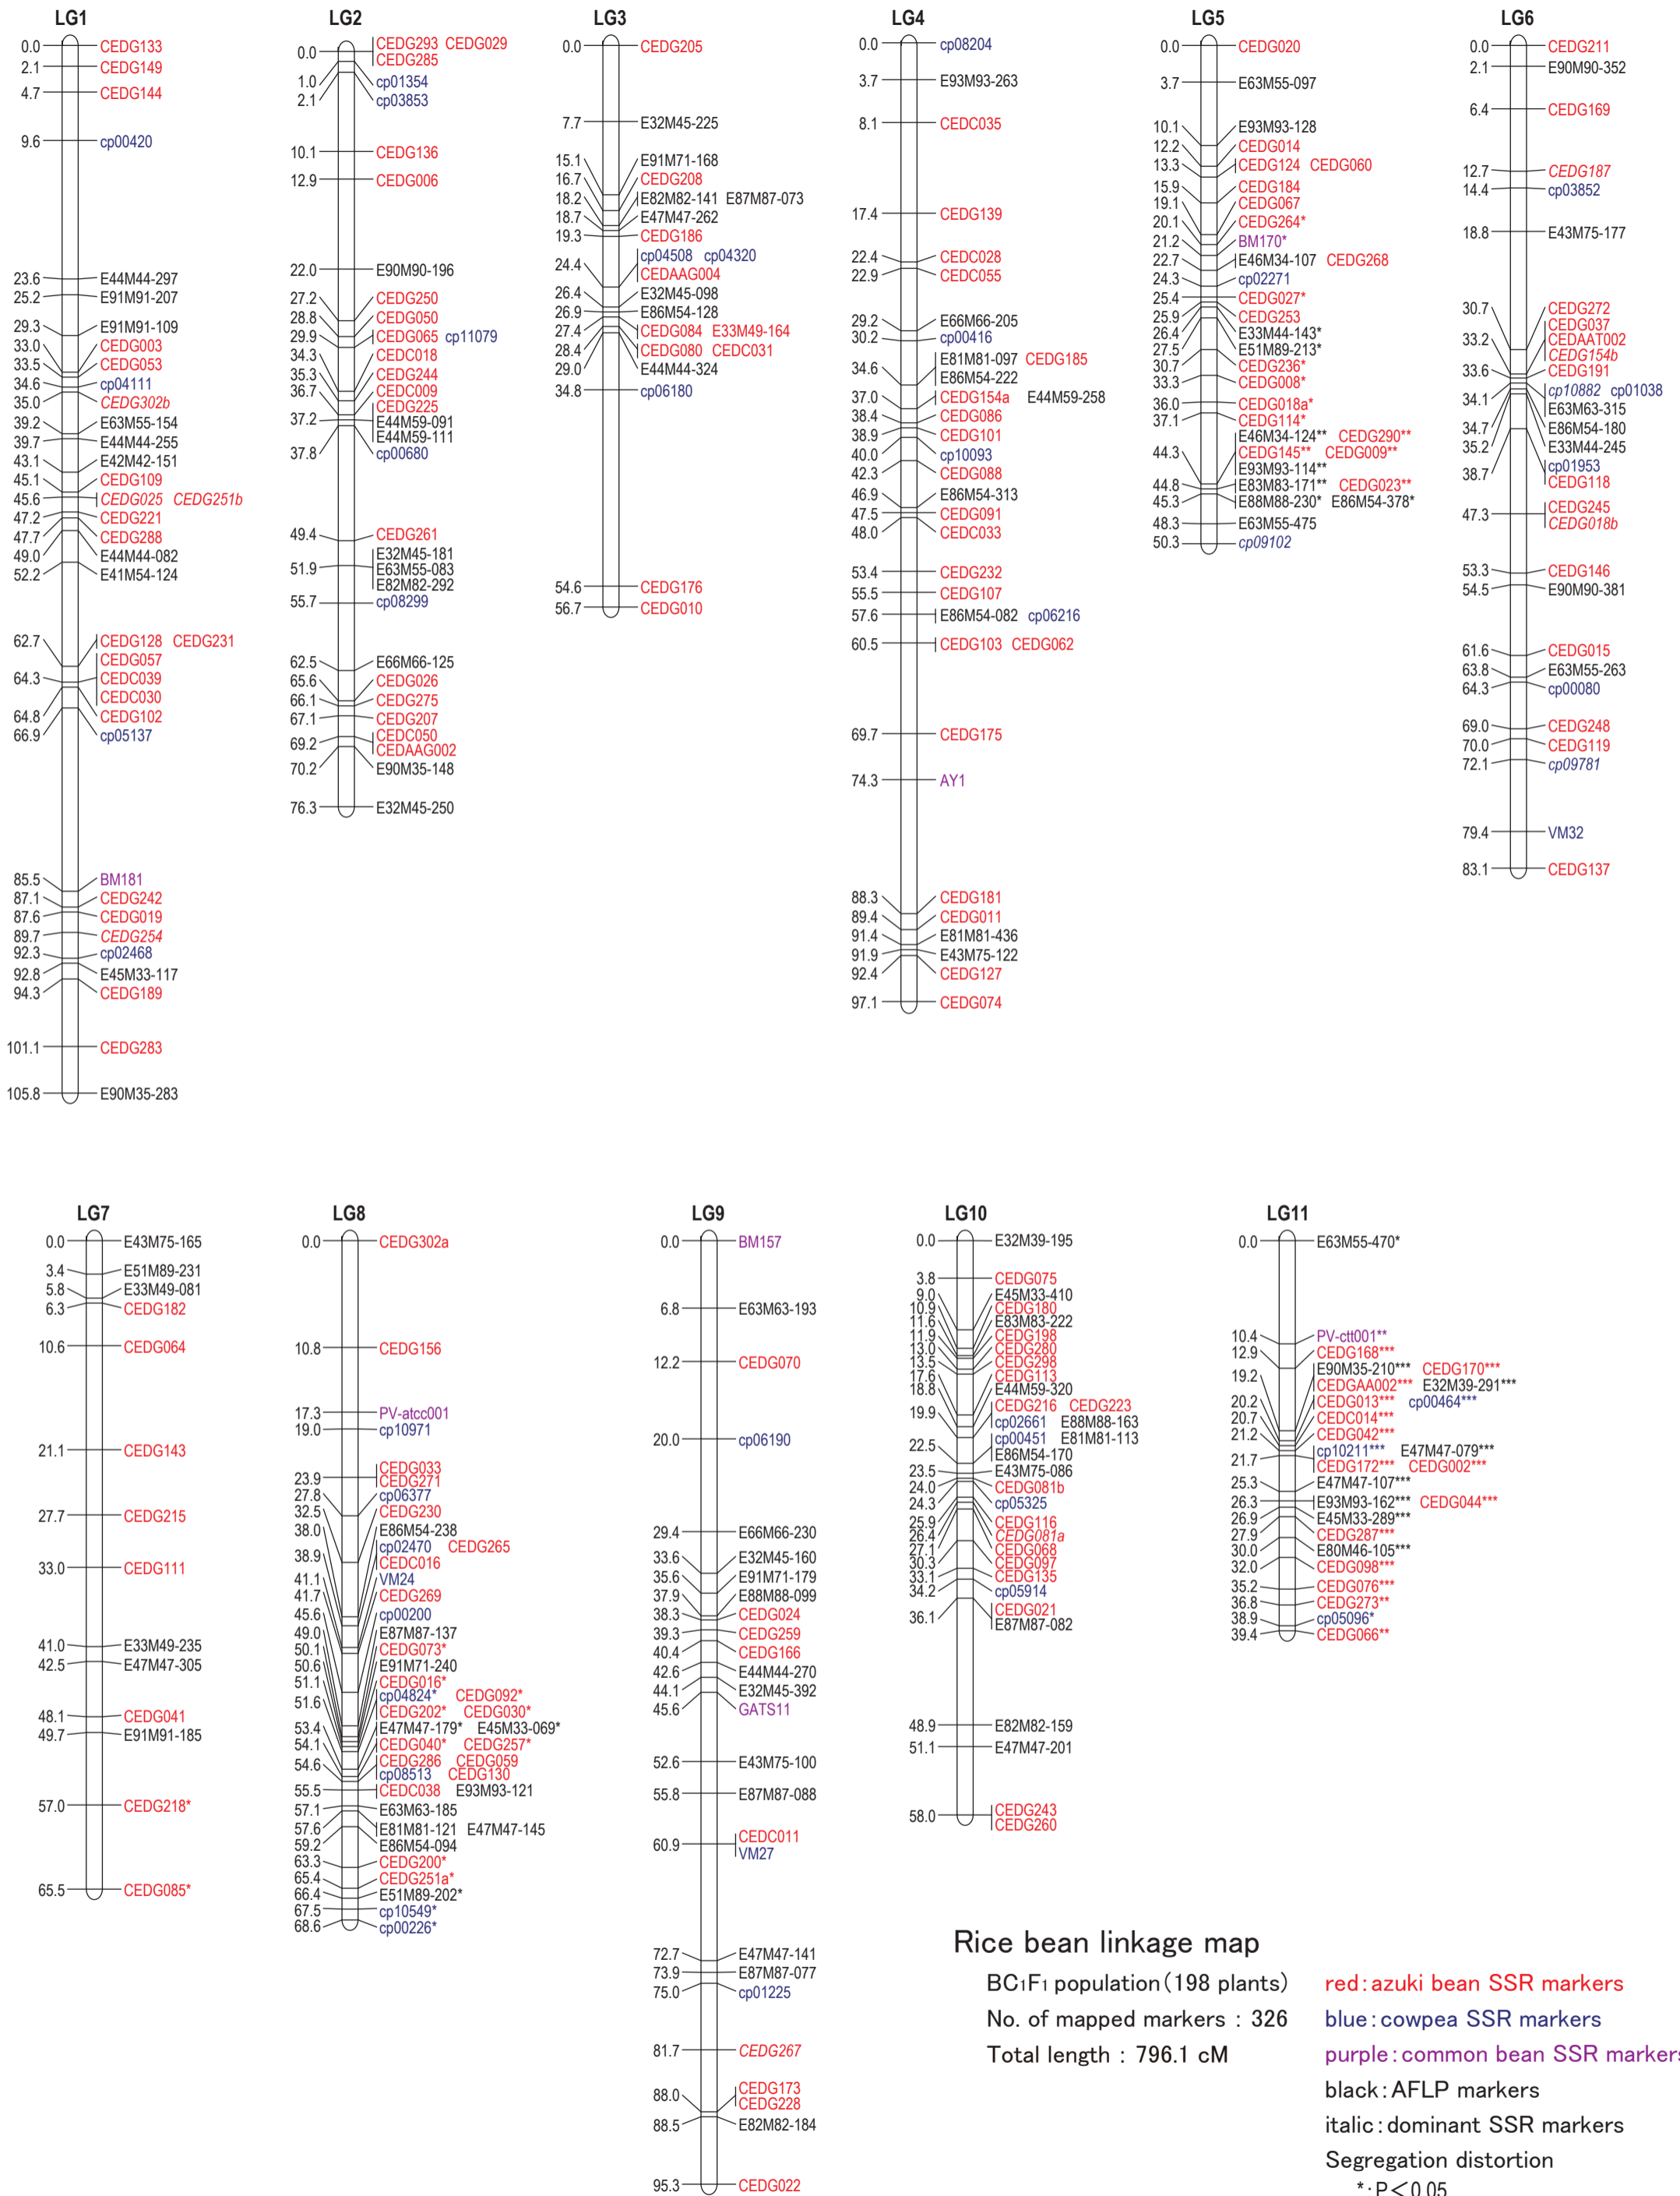 LG1
0.0 CEDG133
2.1 CEDG149
4.7 CEDG144
9.6 cp00420
23.6 E44M44-297
25.2 E91M91-207
29.3 E91M91-109
33.0 CEDG003
33.5 CEDG053
34.6 cp04111
35.0 CEDG302b
39.2 E63M55-154
39.7 E44M44-255
43.1 E42M42-151
45.1 CEDG109
45.6 CEDG025 CEDG251b
47.2 CEDG221
47.7 CEDG288
49.0 E44M44-082
52.2 E41M54-124
62.7 CEDG128 CEDG231
CEDG057
64.3 CEDC039
CEDC030
64.8 CEDG102
66.9 cp05137
85.5 BM181
87.1 CEDG242
87.6 CEDG019
89.7 CEDG254
92.3 cp02468
92.8 E45M33-117
94.3 CEDG189
101.1 CEDG283
105.8 E90M35-283
LG2
CEDG293 CEDG029
0.0 CEDG285
1.0 cp01354
2.1 cp03853
10.1 CEDG136
12.9 CEDG006
22.0 E90M90-196
27.2 CEDG250
28.8 CEDG050
29.9 CEDG065 cp11079
34.3 CEDC018
35.3 CEDG244
36.7 CEDC009
CEDG225
37.2 E44M59-091
E44M59-111
37.8 cp00680
49.4 CEDG261
E32M45-181
51.9 E63M55-083
E82M82-292
55.7 cp08299
62.5 E66M66-125
65.6 CEDG026
66.1 CEDG275
67.1 CEDG207
69.2 CEDC050
CEDAAG002
70.2 E90M35-148
76.3 E32M45-250
LG3
0.0 CEDG205
7.7 E32M45-225
15.1 E91M71-168
16.7 CEDG208
18.2 E82M82-141 E87M87-073
18.7 E47M47-262
19.3 CEDG186
cp04508 cp04320
24.4 CEDAAG004
26.4 E32M45-098
26.9 E86M54-128
27.4 CEDG084 E33M49-164
28.4 CEDG080 CEDC031
29.0 E44M44-324
34.8 cp06180
54.6 CEDG176
56.7 CEDG010
LG4
0.0 cp08204
3.7 E93M93-263
8.1 CEDC035
17.4 CEDG139
22.4 CEDC028
22.9 CEDC055
29.2 E66M66-205
30.2 cp00416
E81M81-097 CEDG185
34.6 E86M54-222
37.0 CEDG154a E44M59-258
38.4 CEDG086
38.9 CEDG101
40.0 cp10093
42.3 CEDG088
46.9 E86M54-313
47.5 CEDG091
48.0 CEDC033
53.4 CEDG232
55.5 CEDG107
57.6 E86M54-082 cp06216
60.5 CEDG103 CEDG062
69.7 CEDG175
74.3 AY1
88.3 CEDG181
89.4 CEDG011
91.4 E81M81-436
91.9 E43M75-122
92.4 CEDG127
97.1 CEDG074
LG5
0.0 CEDG020
3.7 E63M55-097
10.1 E93M93-128
12.2 CEDG014
13.3 CEDG124 CEDG060
15.9 CEDG184
19.1 CEDG067
20.1 CEDG264*
21.2 BM170*
22.7 E46M34-107 CEDG268
24.3 cp02271
25.4 CEDG027*
25.9 CEDG253
26.4 E33M44-143*
27.5 E51M89-213*
30.7 CEDG236*
33.3 CEDG008*
36.0 CEDG018a*
37.1 CEDG114*
E46M34-124** CEDG290**
44.3 CEDG145** CEDG009**
E93M93-114**
44.8 E83M83-171** CEDG023**
45.3 E88M88-230* E86M54-378*
48.3 E63M55-475
50.3 cp09102
LG6
0.0 CEDG211
2.1 E90M90-352
6.4 CEDG169
12.7 CEDG187
14.4 cp03852
18.8 E43M75-177
30.7 CEDG272
CEDG037
33.2 CEDAAT002
CEDG154b
33.6 CEDG191
34.1 cp10882 cp01038
E63M63-315
34.7 E86M54-180
35.2 E33M44-245
cp01953
38.7 CEDG118
47.3 CEDG245
CEDG018b
53.3 CEDG146
54.5 E90M90-381
61.6 CEDG015
63.8 E63M55-263
64.3 cp00080
69.0 CEDG248
70.0 CEDG119
72.1 cp09781
79.4 VM32
83.1 CEDG137
LG7
0.0 E43M75-165
3.4 E51M89-231
5.8 E33M49-081
6.3 CEDG182
10.6 CEDG064
21.1 CEDG143
27.7 CEDG215
33.0 CEDG111
41.0 E33M49-235
42.5 E47M47-305
48.1 CEDG041
49.7 E91M91-185
57.0 CEDG218*
65.5 CEDG085*
LG8
0.0 CEDG302a
10.8 CEDG156
17.3 PV-atcc001
19.0 cp10971
CEDG033
23.9 CEDG271
27.8 cp06377
32.5 CEDG230
38.0 E86M54-238
38.9 cp02470 CEDG265
CEDC016
41.1 VM24
41.7 CEDG269
45.6 cp00200
49.0 E87M87-137
50.1 CEDG073*
50.6 E91M71-240
51.1 CEDG016*
51.6 cp04824* CEDG092*
CEDG202* CEDG030*
53.4 E47M47-179* E45M33-069*
54.1 CEDG040* CEDG257*
54.6 CEDG286 CEDG059
cp08513 CEDG130
55.5 CEDC038 E93M93-121
57.1 E63M63-185
57.6 E81M81-121 E47M47-145
59.2 E86M54-094
63.3 CEDG200*
65.4 CEDG251a*
66.4 E51M89-202*
67.5 cp10549*
68.6 cp00226*
LG9
0.0 BM157
6.8 E63M63-193
12.2 CEDG070
20.0 cp06190
29.4 E66M66-230
33.6 E32M45-160
35.6 E91M71-179
37.9 E88M88-099
38.3 CEDG024
39.3 CEDG259
40.4 CEDG166
42.6 E44M44-270
44.1 E32M45-392
45.6 GATS11
52.6 E43M75-100
55.8 E87M87-088
60.9 CEDC011
VM27
72.7 E47M47-141
73.9 E87M87-077
75.0 cp01225
81.7 CEDG267
88.0 CEDG173
CEDG228
88.5 E82M82-184
95.3 CEDG022
LG10
0.0 E32M39-195
3.8 CEDG075
9.0 E45M33-410
10.9 CEDG180
11.6 E83M83-222
11.9 CEDG198
13.0 CEDG280
13.5 CEDG298
17.6 CEDG113
18.8 E44M59-320
19.9 CEDG216 CEDG223
cp02661 E88M88-163
22.5 cp00451 E81M81-113
E86M54-170
23.5 E43M75-086
24.0 CEDG081b
24.3 cp05325
25.9 CEDG116
26.4 CEDG081a
27.1 CEDG068
30.3 CEDG097
33.1 CEDG135
34.2 cp05914
36.1 CEDG021
E87M87-082
48.9 E82M82-159
51.1 E47M47-201
58.0 CEDG243
CEDG260
LG11
0.0 E63M55-470*
10.4 PV-ctt001**
12.9 CEDG168***
19.2 E90M35-210*** CEDG170***
CEDGAA002*** E32M39-291***
20.2 CEDG013*** cp00464***
20.7 CEDC014***
21.2 CEDG042***
21.7 cp10211*** E47M47-079***
CEDG172*** CEDG002***
25.3 E47M47-107***
26.3 E93M93-162*** CEDG044***
26.9 E45M33-289***
27.9 CEDG287***
30.0 E80M46-105***
32.0 CEDG098***
35.2 CEDG076***
36.8 CEDG273**
38.9 cp05096*
39.4 CEDG066**
Rice bean linkage map
BC1F1 population (198 plants)
No. of mapped markers : 326
Total length : 796.1 cM
red:azuki bean SSR markers
blue:cowpea SSR markers
purple:common bean SSR markers
black:AFLP markers
italic:dominant SSR markers
Segregation distortion
*:P<0.05